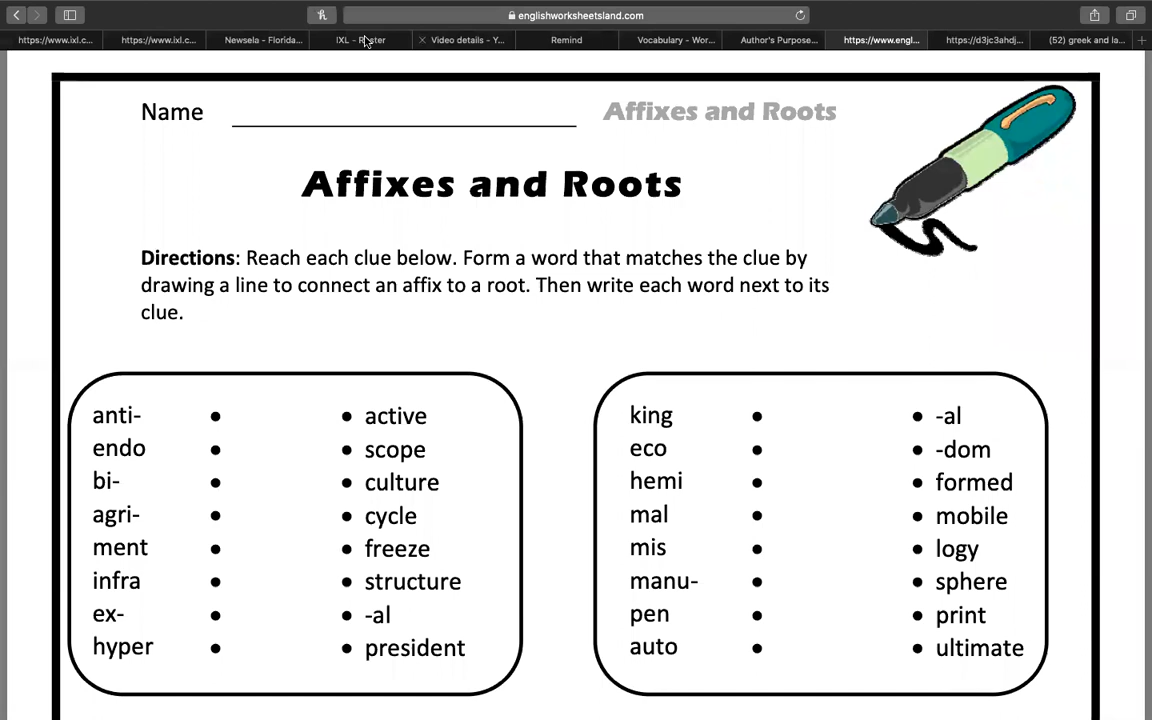 englishworksheetsland.com
https://www.ixl.c...
https://www.ixl.c...
Newsela - Florida...
IXL - Roster
Video details - Y...
Remind
Vocabulary - Wor...
Author's Purpose...
https://www.engl...
https://d3jc3ahdj...
(52) greek and la...
Name
Affixes and Roots
Affixes and Roots
Directions: Reach each clue below. Form a word that matches the clue by
drawing a line to connect an affix to a root. Then write each word next to its
clue.
anti- • • active
endo • • scope
bi- • • culture
agri- • • cycle
ment • • freeze
infra • • structure
ex- • • -al
hyper • • president
king • • -al
eco • • -dom
hemi • • formed
mal • • mobile
mis • • logy
manu- • • sphere
pen • • print
auto • • ultimate